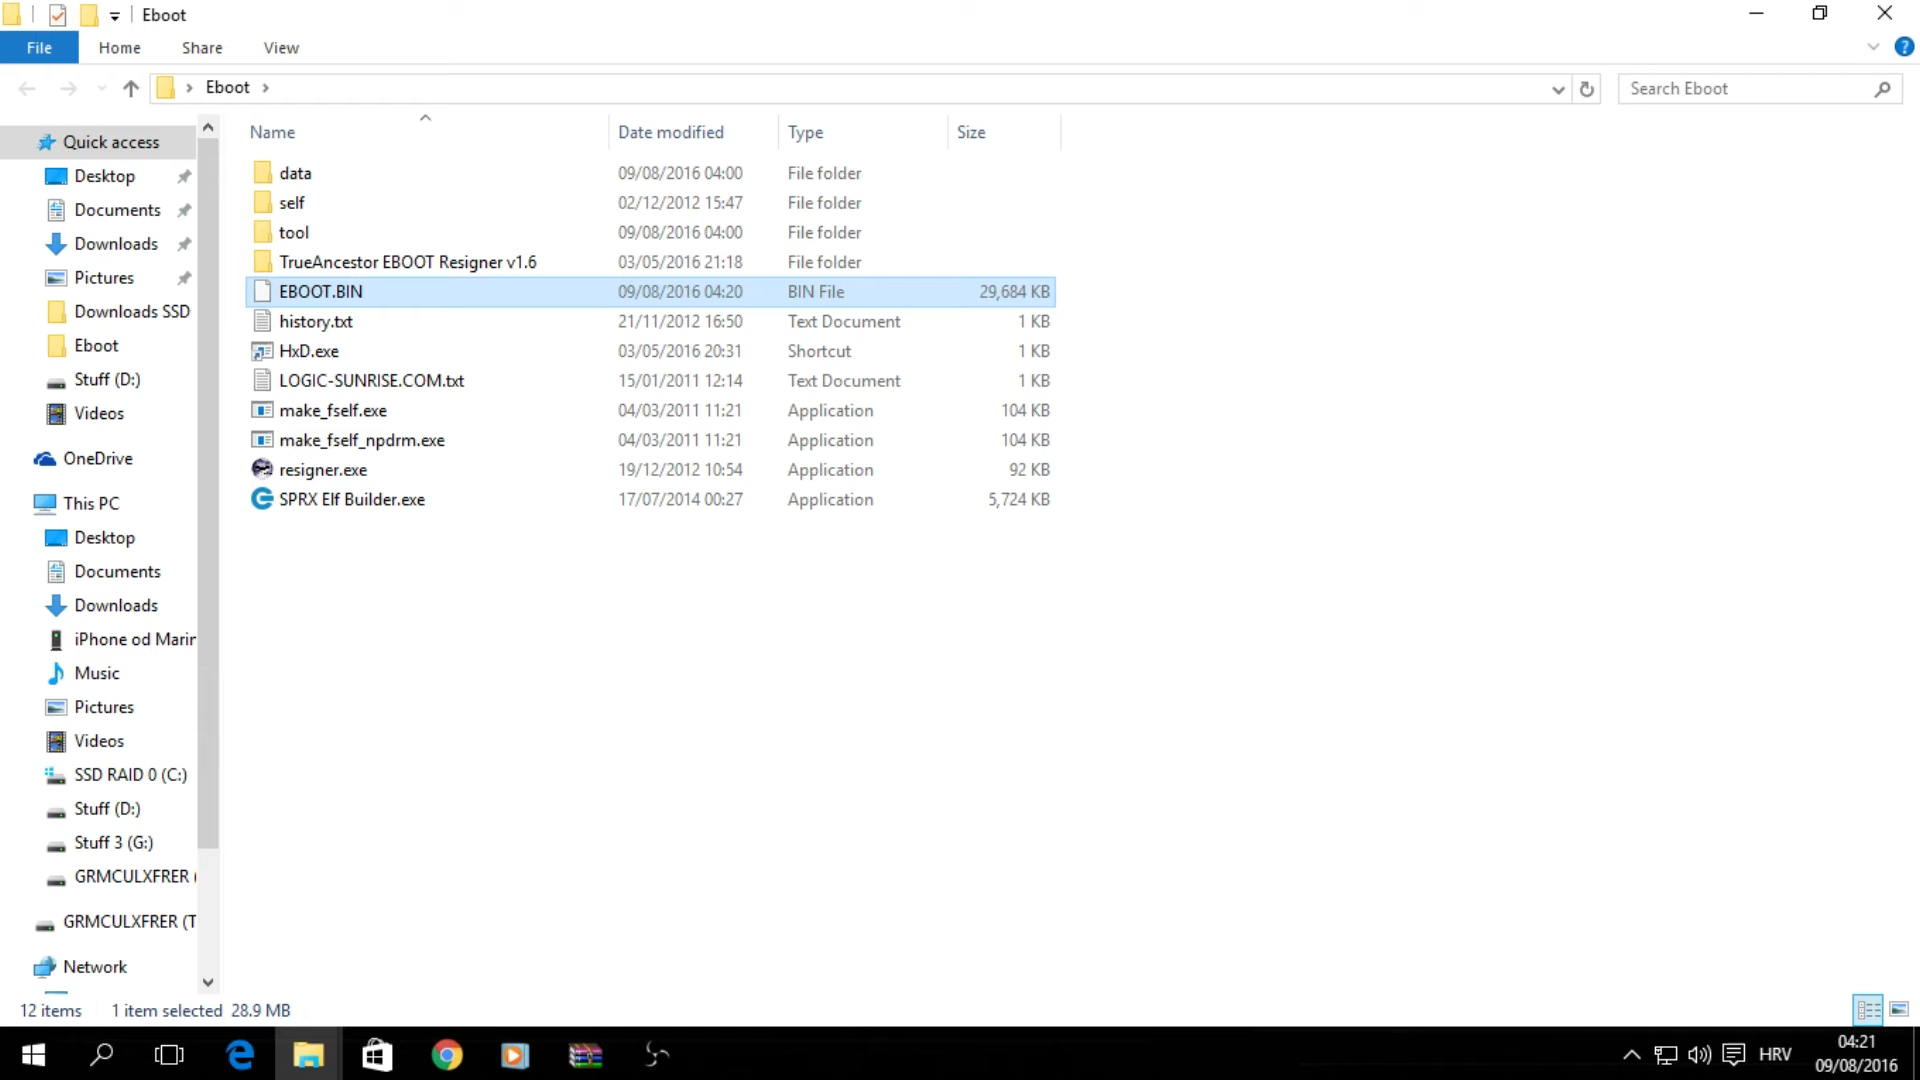 Eboot
File Home Share View
Eboot
Search Eboot
Name Date modified Type Size
Quick access
Desktop
Documents
Downloads
Pictures
Downloads SSD
Eboot
Stuff (D:)
Videos
OneDrive
This PC
Desktop
Documents
Downloads
iPhone od Marin
Music
Pictures
Videos
SSD RAID 0 (C:)
Stuff (D:)
Stuff 3 (G:)
GRMCULXFRER (
GRMCULXFRER (T
Network
data 09/08/2016 04:00 File folder
self 02/12/2012 15:47 File folder
tool 09/08/2016 04:00 File folder
TrueAncestor EBOOT Resigner v1.6 03/05/2016 21:18 File folder
EBOOT.BIN 09/08/2016 04:20 BIN File 29,684 KB
history.txt 21/11/2012 16:50 Text Document 1 KB
HxD.exe 03/05/2016 20:31 Shortcut 1 KB
LOGIC-SUNRISE.COM.txt 15/01/2011 12:14 Text Document 1 KB
make_fself.exe 04/03/2011 11:21 Application 104 KB
make_fself_npdrm.exe 04/03/2011 11:21 Application 104 KB
resigner.exe 19/12/2012 10:54 Application 92 KB
SPRX Elf Builder.exe 17/07/2014 00:27 Application 5,724 KB
12 items 1 item selected 28.9 MB
HRV
04:21
09/08/2016